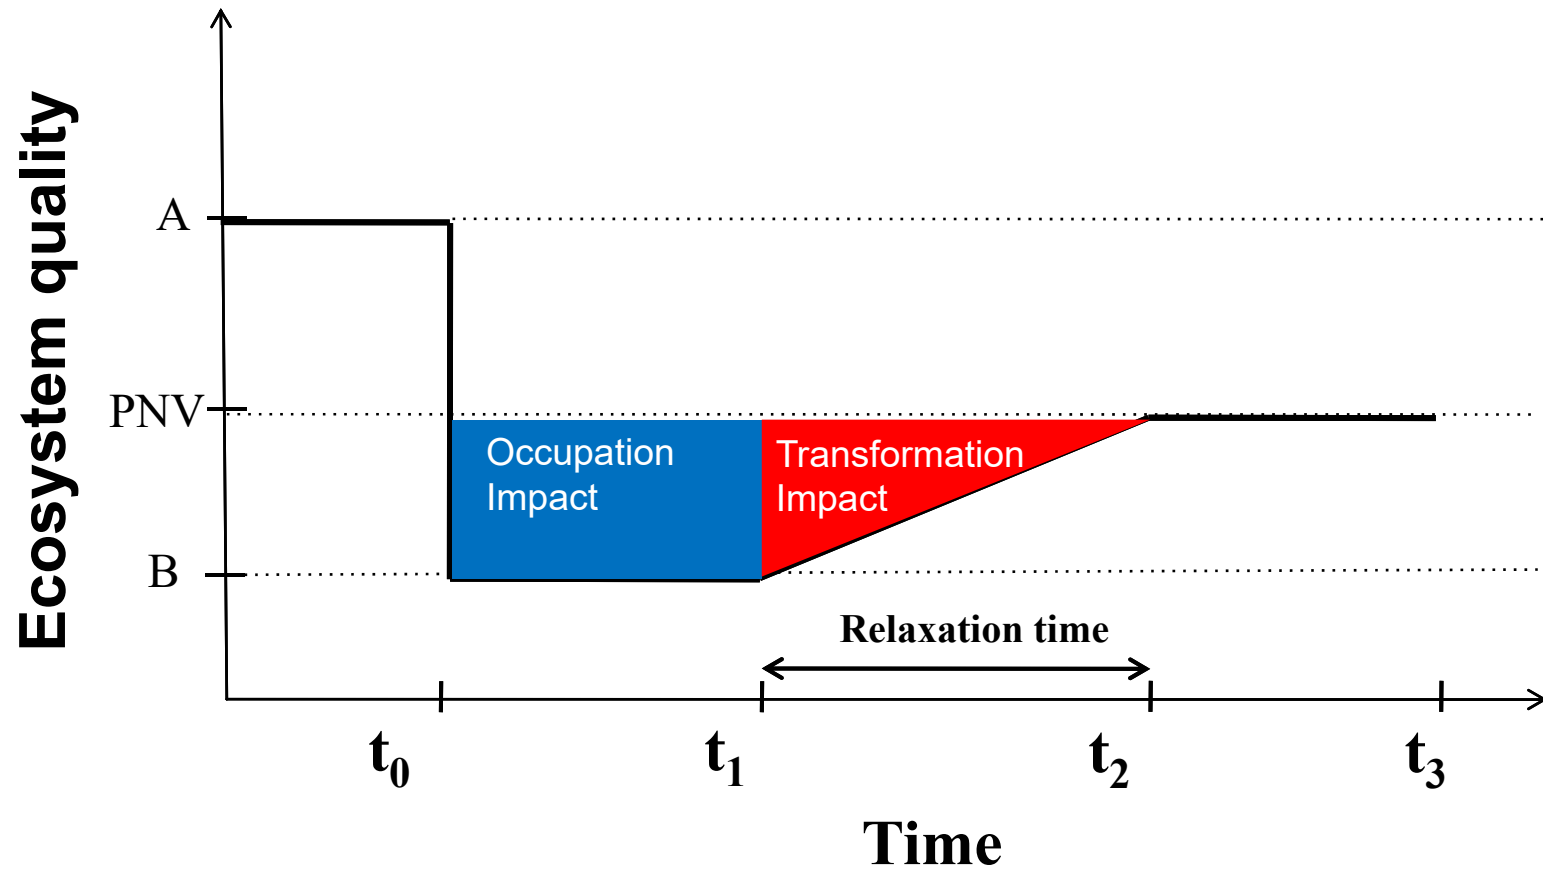 Ecosystem quality
A
PNV
Occupation
Impact
Transformation
Impact
B
Relaxation time
t₀
t₁
t₂
t₃
Time